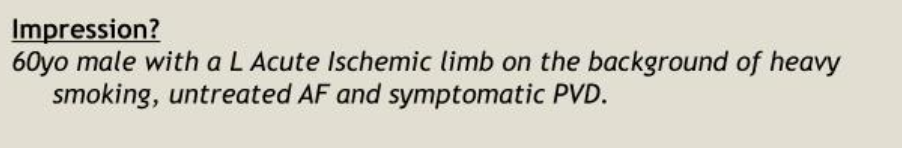 Impression?
60yo male with a L Acute Ischemic limb on the background of heavy
smoking, untreated AF and symptomatic PVD.